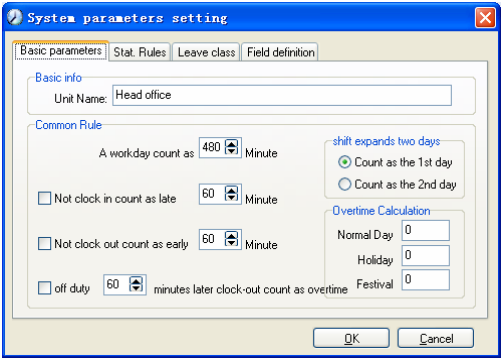 System parameters setting
Basic parameters Stat. Rules Leave class Field definition
Basic info
Unit Name: Head office
Common Rule
A workday count as 480 Minute
Not clock in count as late 60 Minute
Not clock out count as early 60 Minute
off duty 60 minutes later clock-out count as overtime
shift expands two days
Count as the 1st day
Count as the 2nd day
Overtime Calculation
Normal Day 0
Holiday 0
Festival 0
OK Cancel